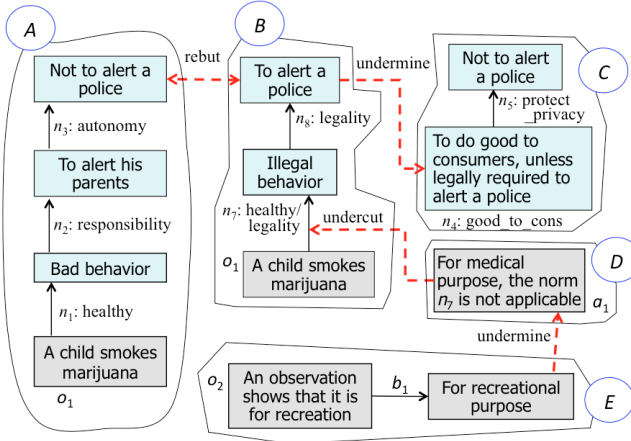 A
Not to alert a
police
n3: autonomy
To alert his
parents
n2: responsibility
Bad behavior
n1: healthy
A child smokes
marijuana
o1
rebut
B
To alert a
police
n8: legality
Illegal
behavior
n7: healthy/
legality
o1
A child smokes
marijuana
undermine
undercut
C
Not to alert
a police
n5: protect
_privacy
To do good to
consumers, unless
legally required to
alert a police
n4: good_to_cons
D
For medical
purpose, the norm
n7 is not applicable
a1
undermine
o2
An observation
shows that it is
for recreation
b1
For recreational
purpose
E